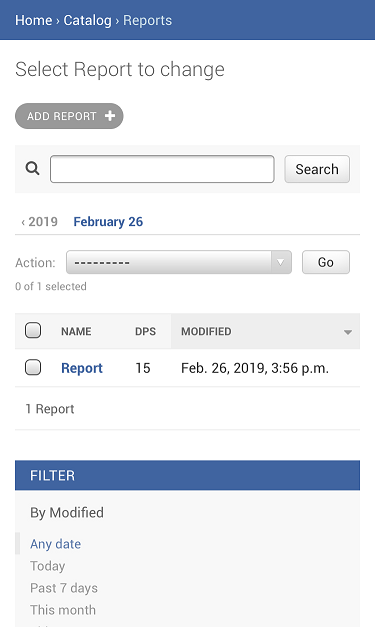 Home › Catalog › Reports
Select Report to change
ADD REPORT +
Search
‹ 2019 February 26
Action: --------- Go
0 of 1 selected
NAME DPS MODIFIED
Report 15 Feb. 26, 2019, 3:56 p.m.
1 Report
FILTER
By Modified
Any date
Today
Past 7 days
This month